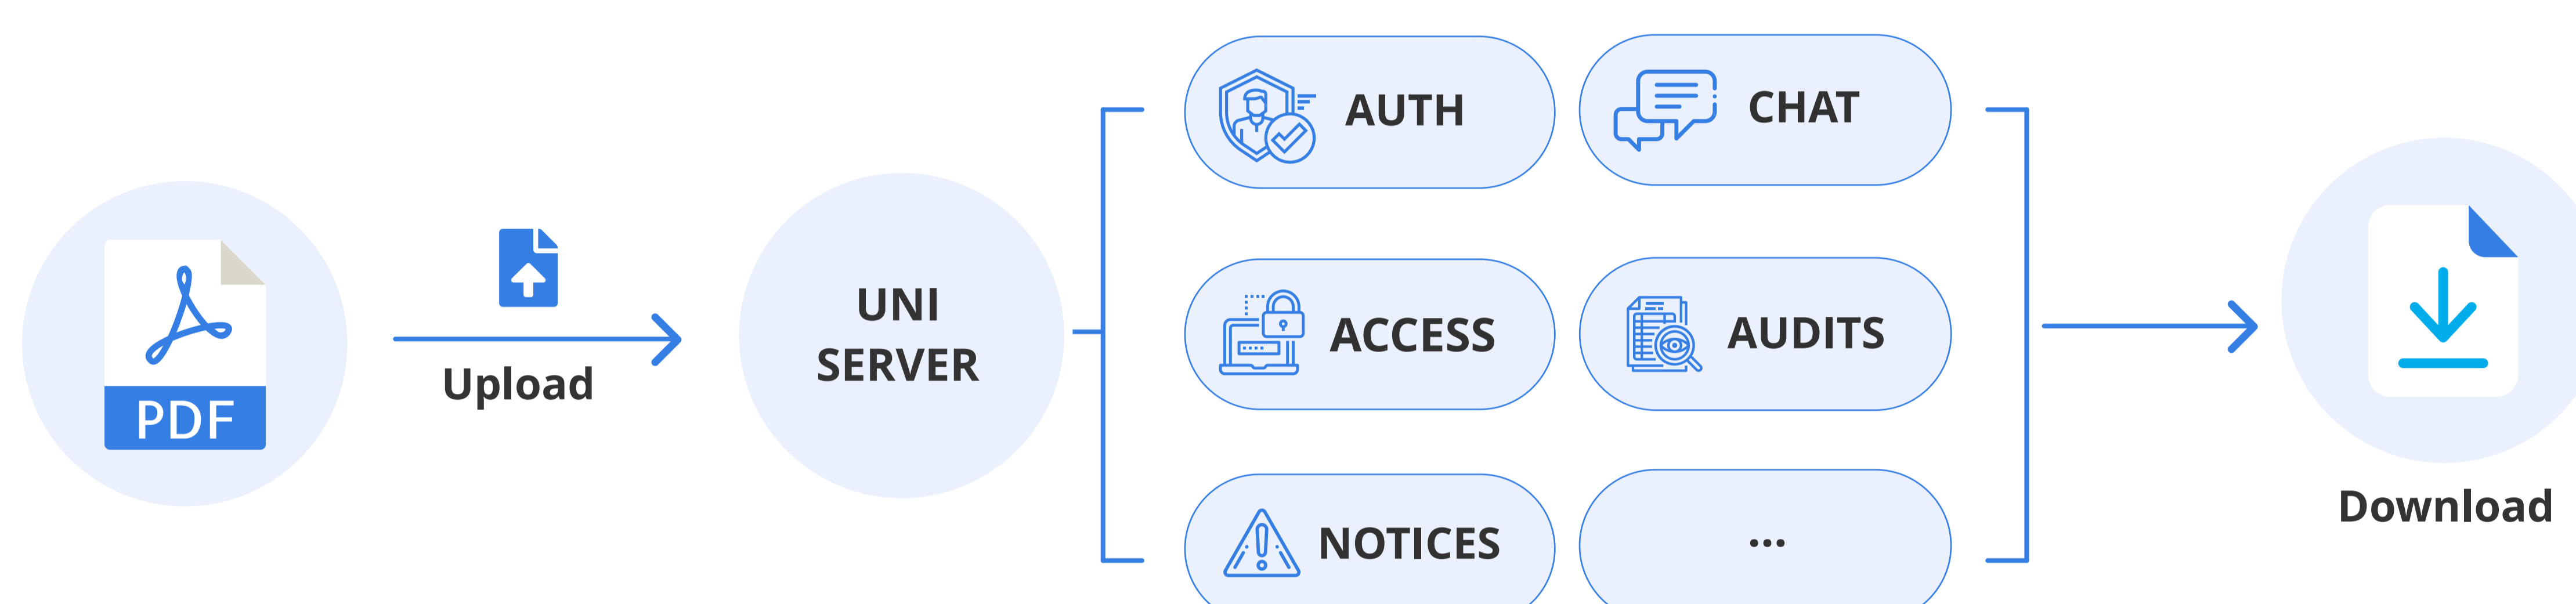 PDF
Upload
UNI
SERVER
AUTH
CHAT
ACCESS
AUDITS
NOTICES
...
Download